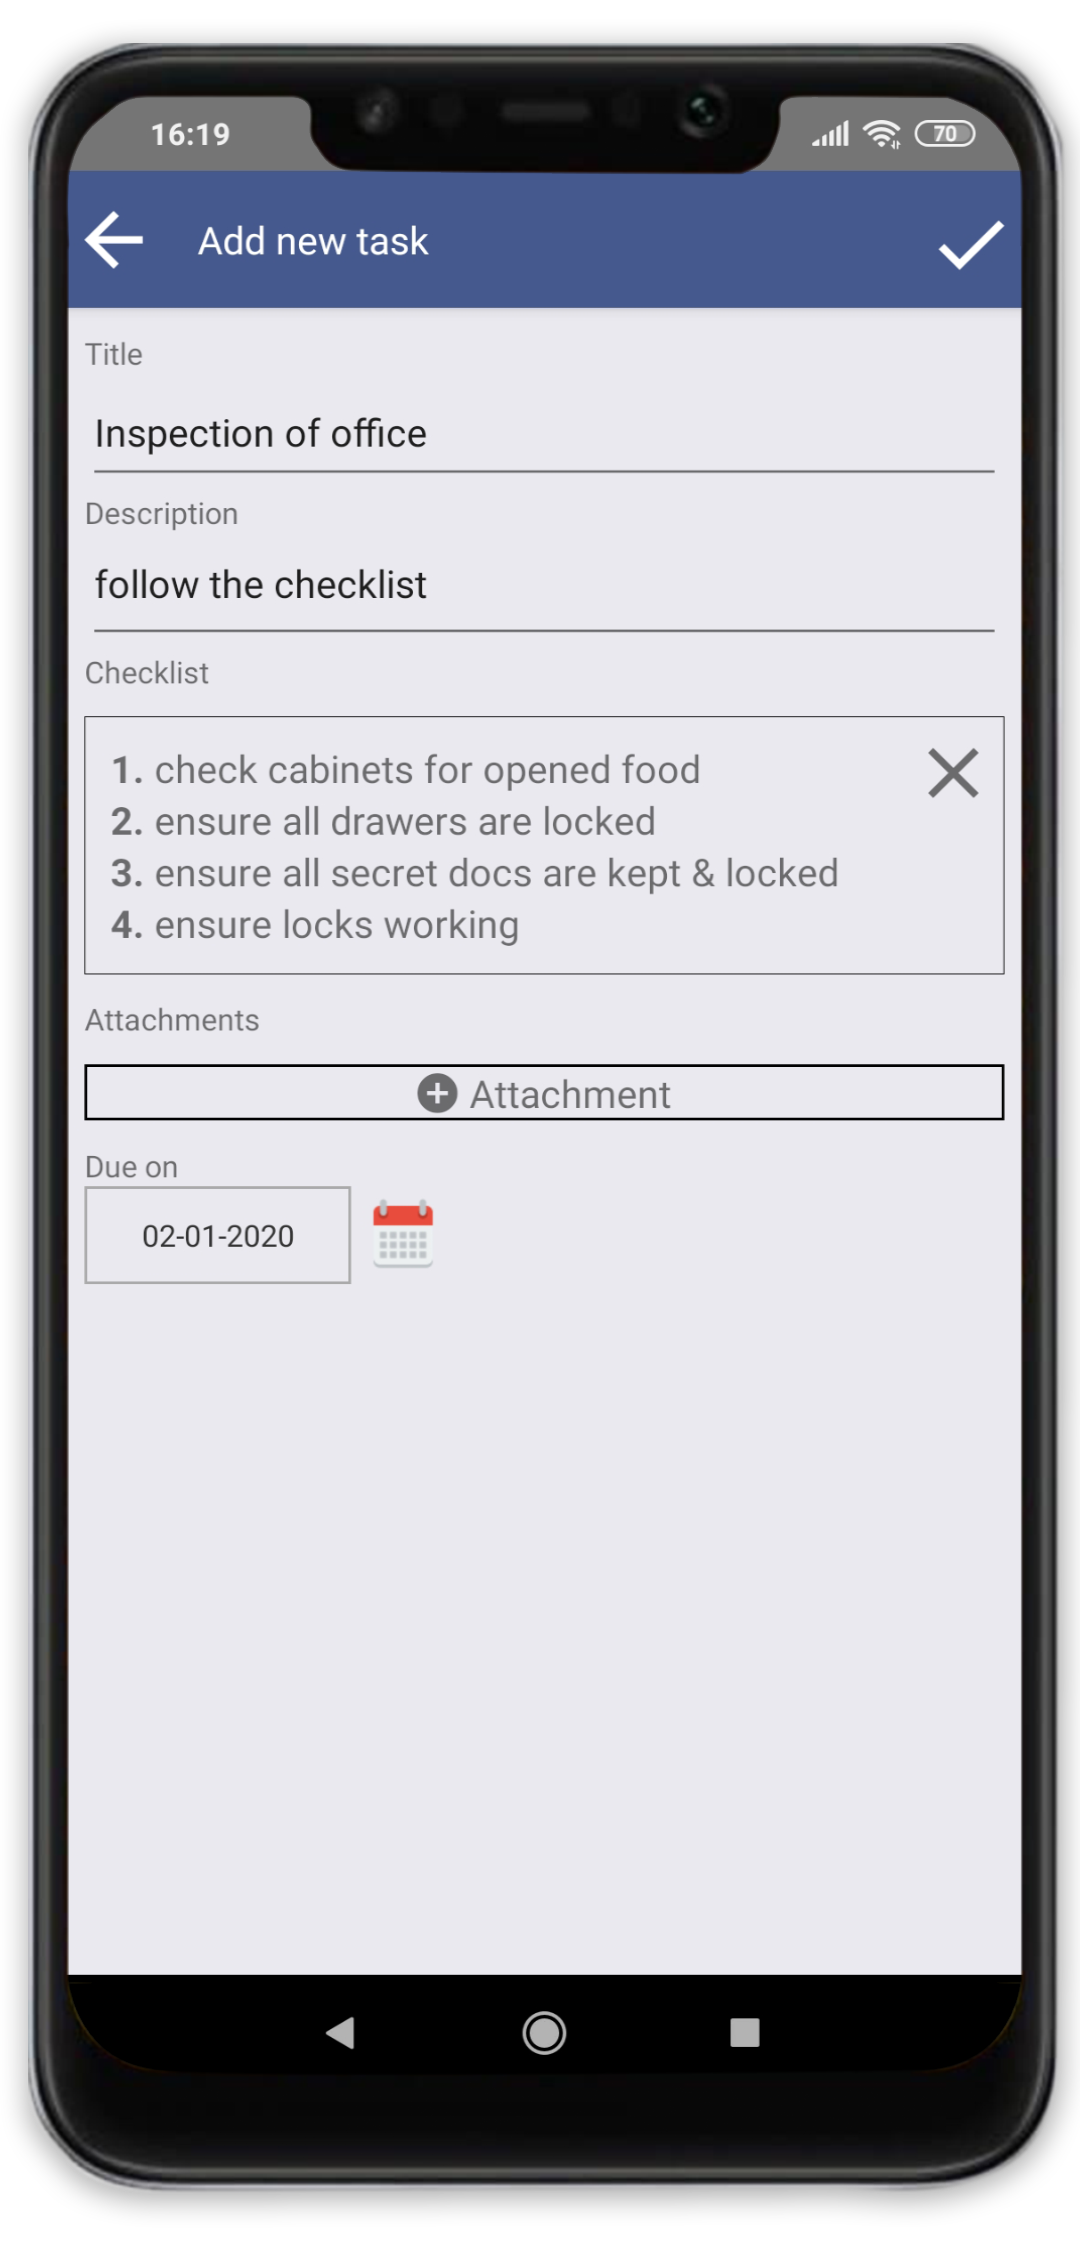 16:19
70
Add new task
Title
Inspection of office
Description
follow the checklist
Checklist
1. check cabinets for opened food
2. ensure all drawers are locked
3. ensure all secret docs are kept & locked
4. ensure locks working
Attachments
Attachment
Due on
02-01-2020